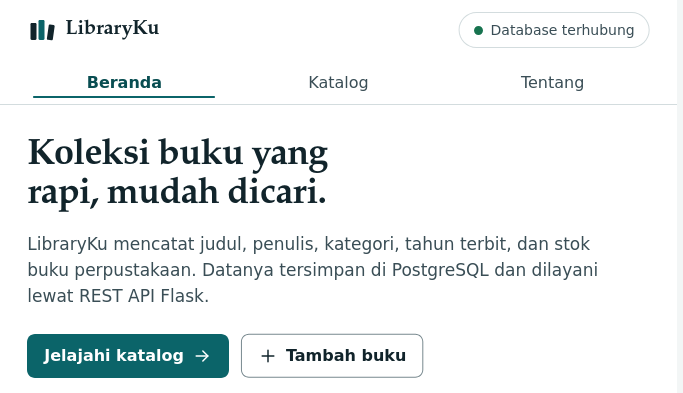 LibraryKu
Database terhubung
Beranda
Katalog
Tentang
Koleksi buku yang
rapi, mudah dicari.
LibraryKu mencatat judul, penulis, kategori, tahun terbit, dan stok
buku perpustakaan. Datanya tersimpan di PostgreSQL dan dilayani
lewat REST API Flask.
Jelajahi katalog →
+ Tambah buku